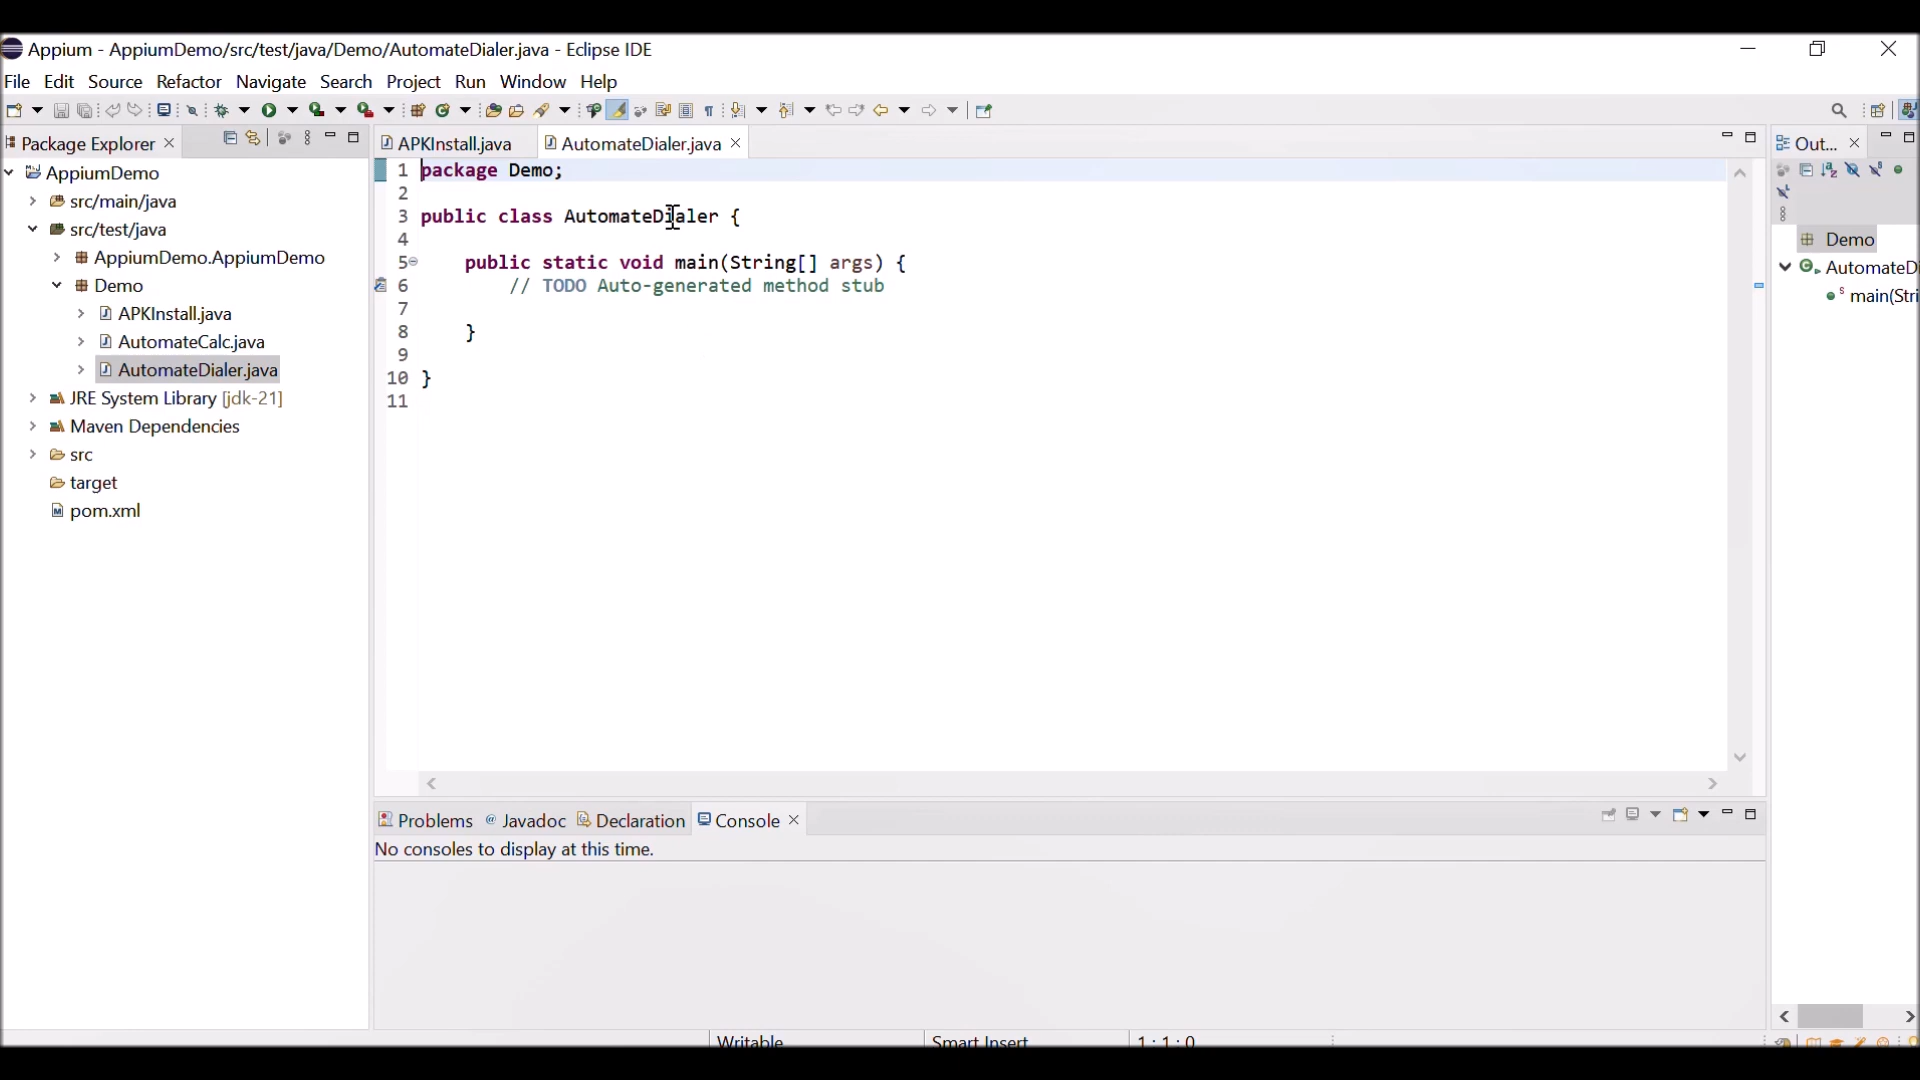 Appium - AppiumDemo/src/test/java/Demo/AutomateDialer.java - Eclipse IDE
File Edit Source Refactor Navigate Search Project Run Window Help
Package Explorer
AppiumDemo
src/main/java
src/test/java
AppiumDemo.AppiumDemo
Demo
APKInstall.java
AutomateCalc.java
AutomateDialer.java
JRE System Library [jdk-21]
Maven Dependencies
src
target
pom.xml
APKInstall.java AutomateDialer.java
1 package Demo;
2
3 public class AutomateDialer {
4
5 public static void main(String[] args) {
6 // TODO Auto-generated method stub
7
8 }
9
10 }
11
Out...
Demo
AutomateDi
main(Stri
Problems Javadoc Declaration Console
No consoles to display at this time.
Writable Smart Insert 1 : 1 : 0